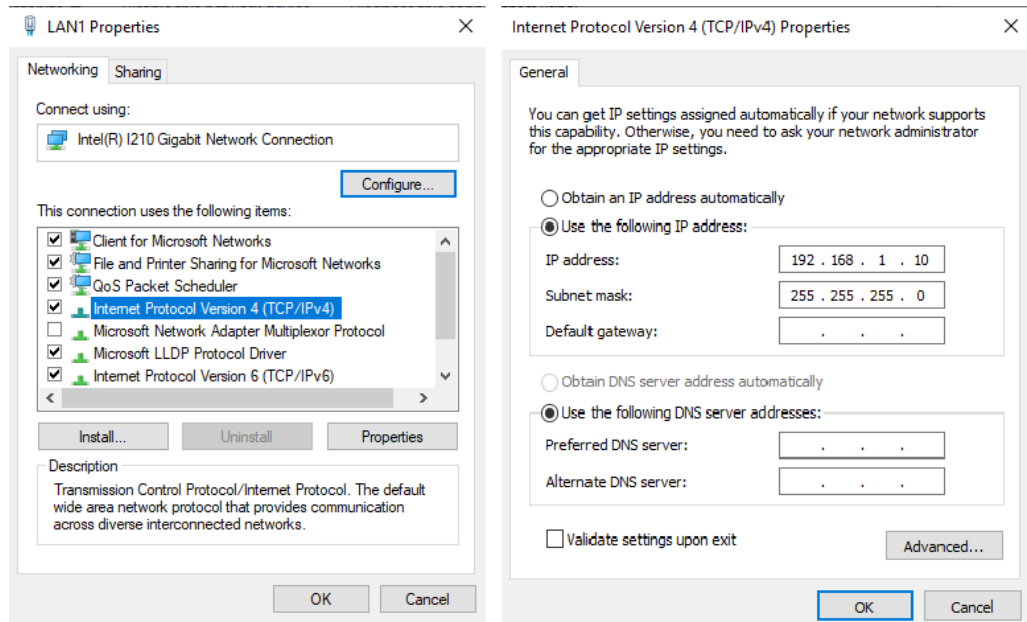 LAN1 Properties
Networking
Sharing
Connect using:
Intel(R) I210 Gigabit Network Connection
Configure...
This connection uses the following items:
Client for Microsoft Networks
File and Printer Sharing for Microsoft Networks
QoS Packet Scheduler
Internet Protocol Version 4 (TCP/IPv4)
Microsoft Network Adapter Multiplexor Protocol
Microsoft LLDP Protocol Driver
Internet Protocol Version 6 (TCP/IPv6)
Install...
Uninstall
Properties
Description
Transmission Control Protocol/Internet Protocol. The default
wide area network protocol that provides communication
across diverse interconnected networks.
OK
Cancel
Internet Protocol Version 4 (TCP/IPv4) Properties
General
You can get IP settings assigned automatically if your network supports
this capability. Otherwise, you need to ask your network administrator
for the appropriate IP settings.
Obtain an IP address automatically
Use the following IP address:
IP address:
192 . 168 . 1 . 10
Subnet mask:
255 . 255 . 255 . 0
Default gateway:
. . .
Obtain DNS server address automatically
Use the following DNS server addresses:
Preferred DNS server:
. . .
Alternate DNS server:
. . .
Validate settings upon exit
Advanced...
OK
Cancel